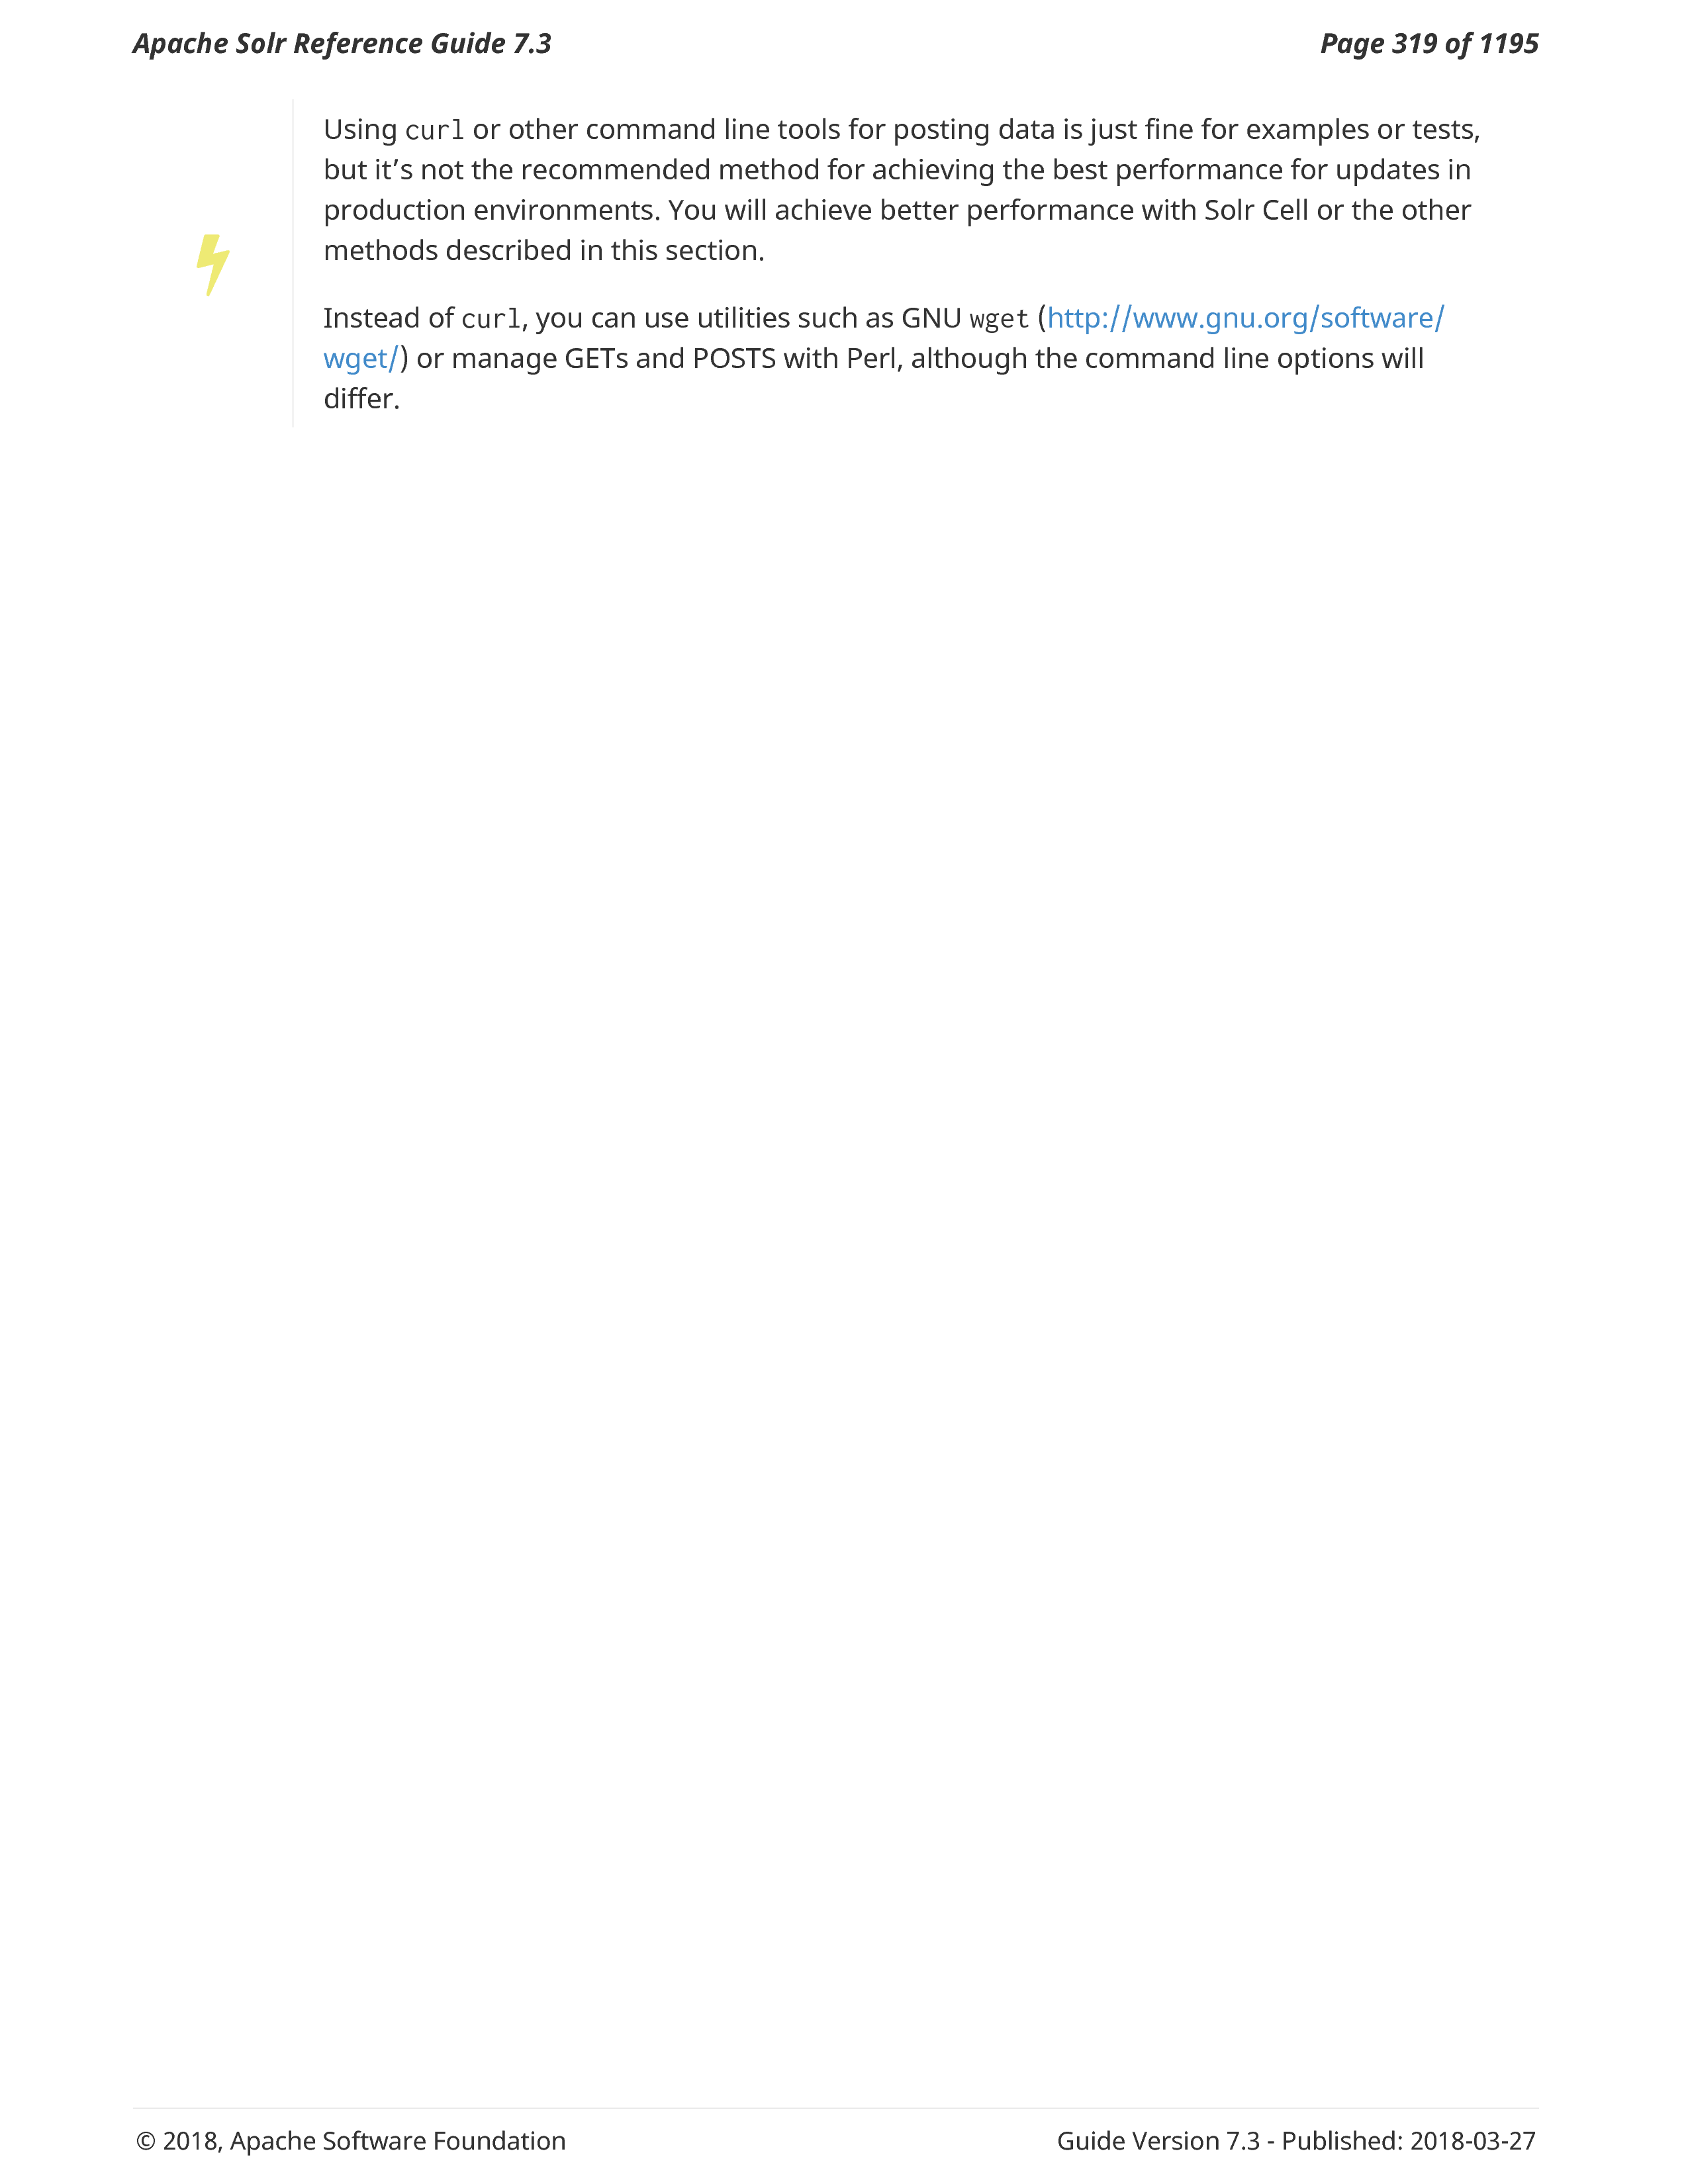 Apache Solr Reference Guide 7.3
Page 319 of 1195
Using curl or other command line tools for posting data is just fine for examples or tests,
but it’s not the recommended method for achieving the best performance for updates in
production environments. You will achieve better performance with Solr Cell or the other
methods described in this section.
Instead of curl, you can use utilities such as GNU wget (http://www.gnu.org/software/
wget/) or manage GETs and POSTS with Perl, although the command line options will
differ.
© 2018, Apache Software Foundation
Guide Version 7.3 - Published: 2018-03-27